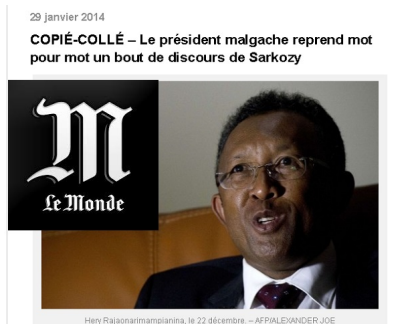 29 janvier 2014
COPIÉ-COLLÉ – Le président malgache reprend mot
pour mot un bout de discours de Sarkozy
M
Le Monde
Hery Rajaonarimampianina, le 22 décembre. – AFP/ALEXANDER JOE